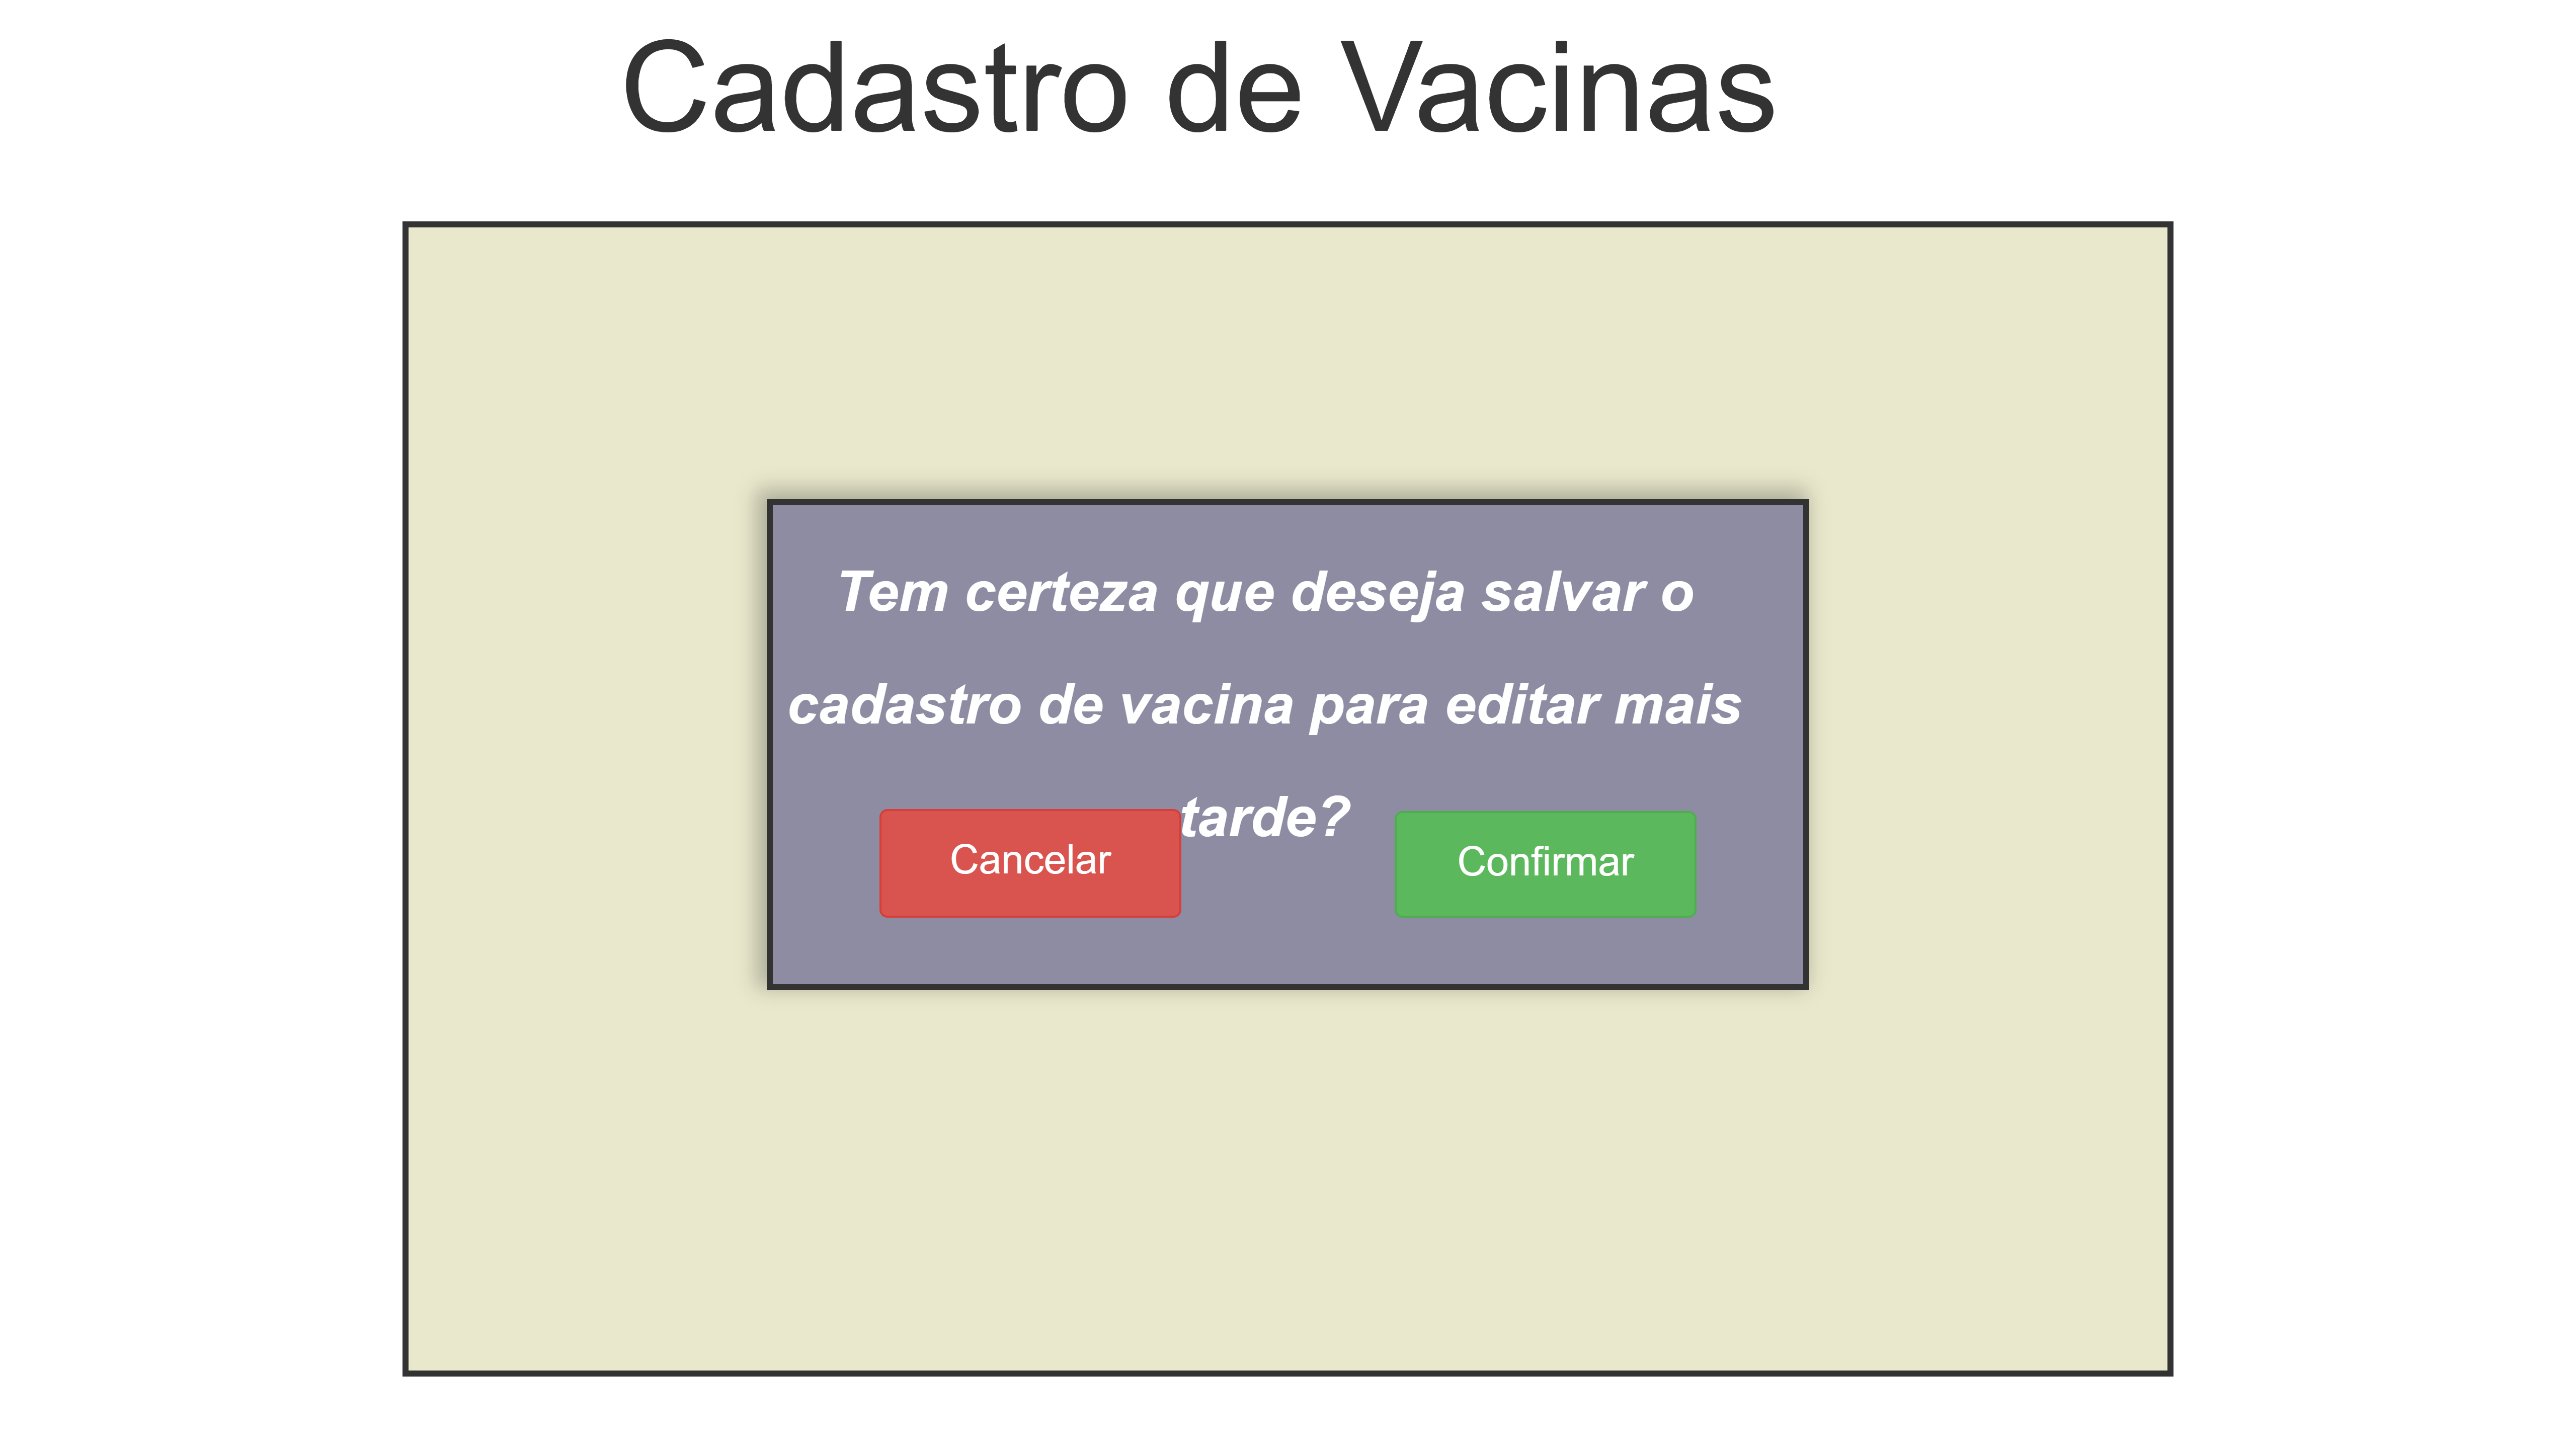 Cadastro de Vacinas
Tem certeza que deseja salvar o
cadastro de vacina para editar mais
tarde?
Cancelar
Confirmar